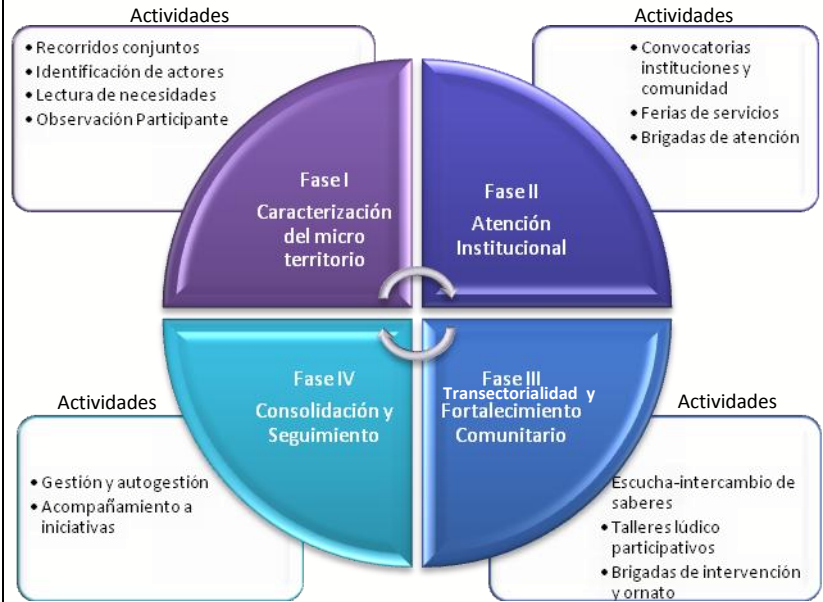 Actividades
• Recorridos conjuntos
• Identificación de actores
• Lectura de necesidades
• Observación Participante
Actividades
• Convocatorias
instituciones y
comunidad
• Ferias de servicios
• Brigadas de atención
Fase I
Caracterización
del micro
territorio
Fase II
Atención
Institucional
Fase IV
Consolidación y
Seguimiento
Fase III
Transectorialidad y
Fortalecimiento
Comunitario
Actividades
• Gestión y autogestión
• Acompañamiento a
iniciativas
Actividades
Escucha-intercambio de
saberes
• Talleres lúdico
participativos
• Brigadas de intervención
y ornato